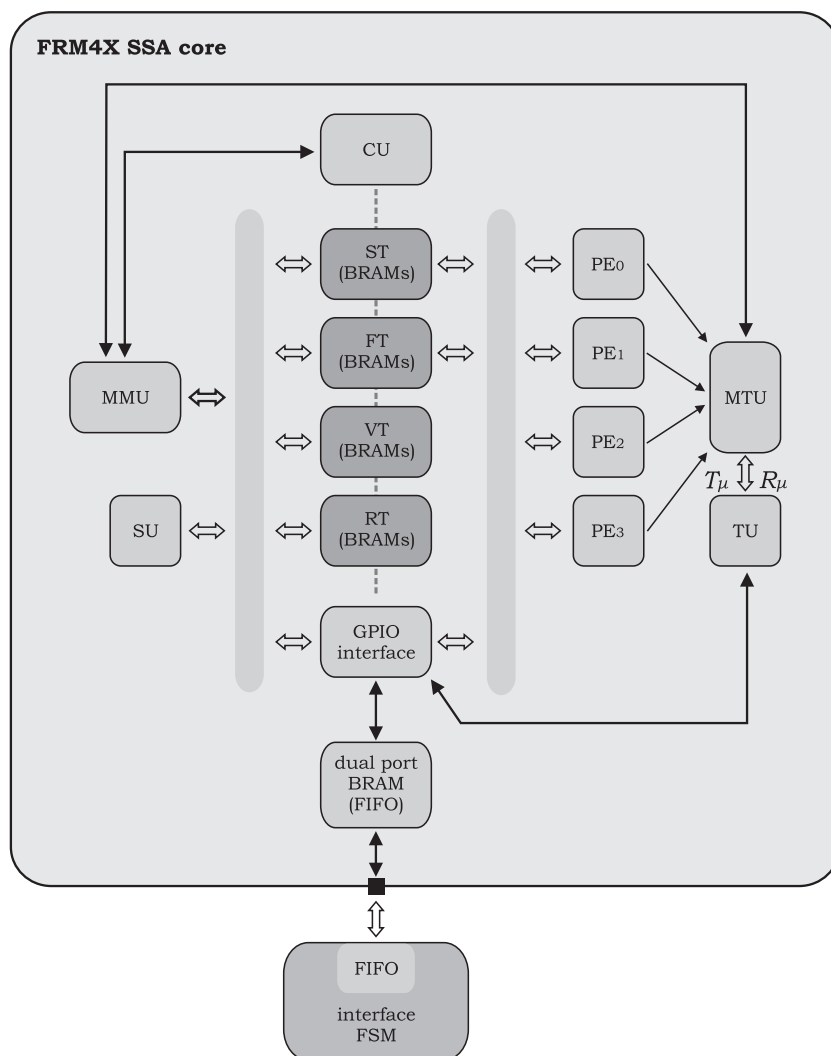 FRM4X SSA core
CU
ST
(BRAMs)
PE0
FT
(BRAMs)
PE1
MMU
MTU
VT
(BRAMs)
PE2
Tμ
Rμ
SU
RT
(BRAMs)
PE3
TU
GPIO
interface
dual port
BRAM
(FIFO)
FIFO
interface
FSM